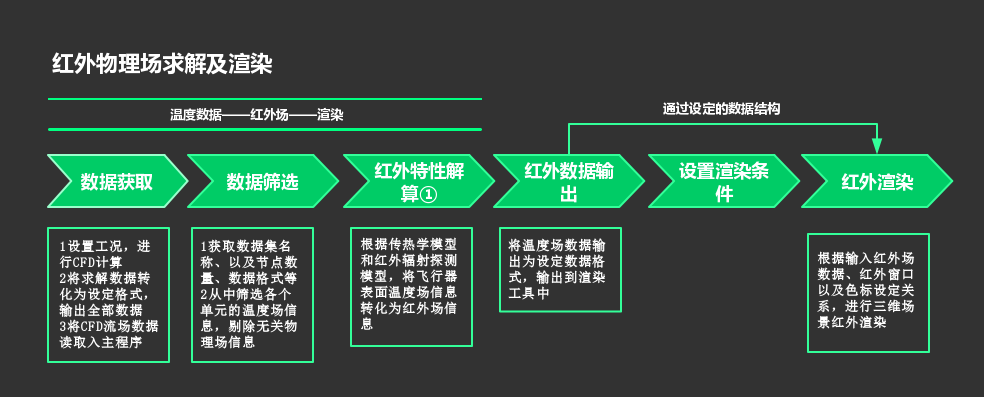 红外物理场求解及渲染
温度数据——红外场——渲染
通过设定的数据结构
数据获取
数据筛选
红外特性解
算①
红外数据输
出
设置渲染条
件
红外渲染
1设置工况，进
行CFD计算
2将求解数据转
化为设定格式，
输出全部数据
3将CFD流场数据
读取入主程序
1获取数据集名
称、以及节点数
量、数据格式等
2从中筛选各个
单元的温度场信
息，剔除无关物
理场信息
根据传热学模型
和红外辐射探测
模型，将飞行器
表面温度场信息
转化为红外场信
息
将温度场数据输
出为设定数据格
式，输出到渲染
工具中
根据输入红外场
数据、红外窗口
以及色标设定关
系，进行三维场
景红外渲染